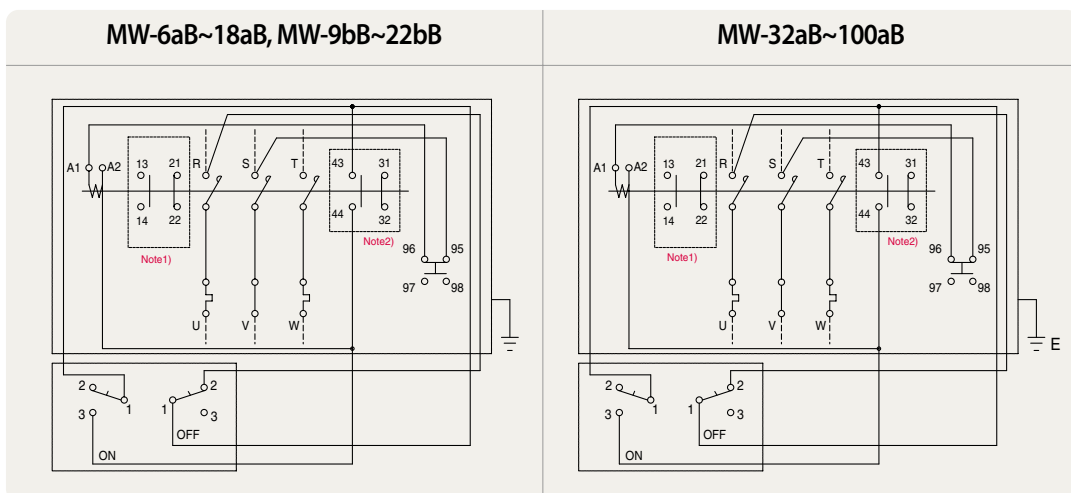 MW-6aB~18aB, MW-9bB~22bB
MW-32aB~100aB
A1 A2 13 21 R S T 43 31
14 22 44 32
Note1) Note2)
96 95
97 98
U V W
2 1 3 ON
1 2 3 OFF
A1 A2 13 21 R S T 43 31
14 22 44 32
Note1) Note2)
96 95
97 98
U V W
E
2 1 3 ON
1 2 3 OFF